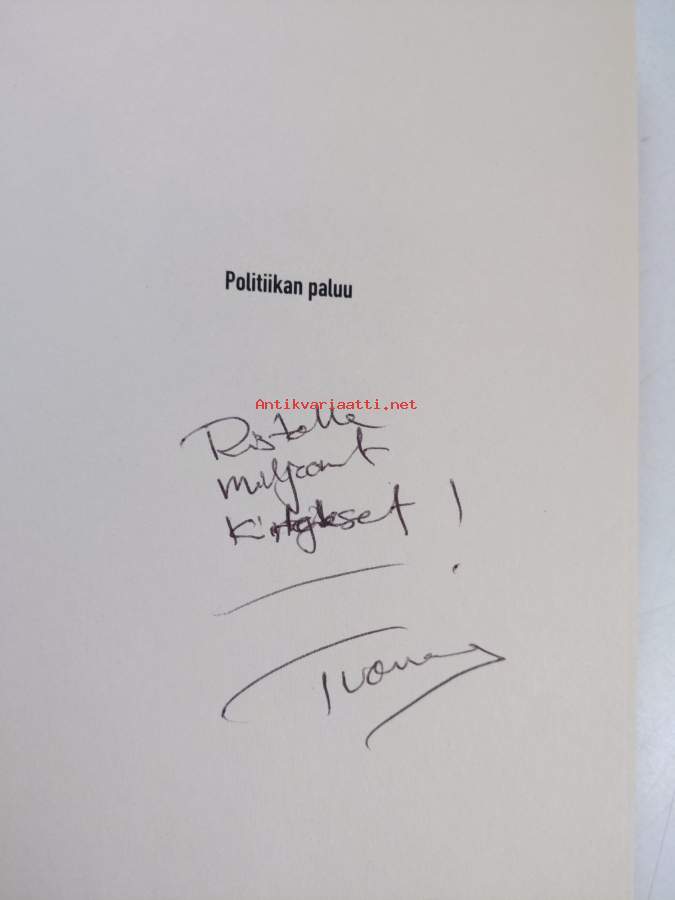 Politiikan paluu
Antikvariaatti.net
Ristolle
miljoonat
Kiitokset!